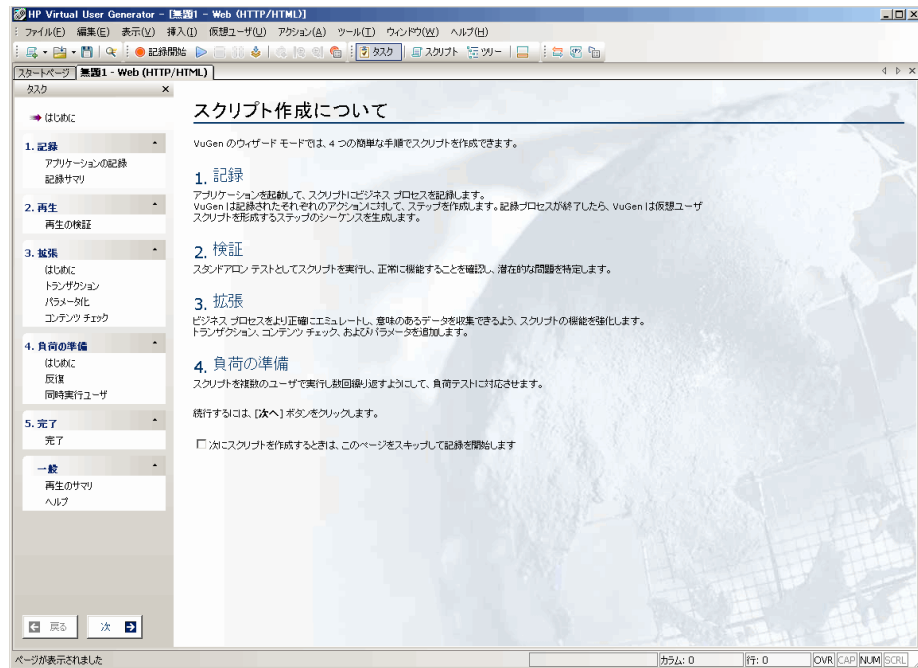 HP Virtual User Generator - [無題1 - Web (HTTP/HTML)]
ファイル(F) 編集(E) 表示(V) 挿入(I) 仮想ユーザ(U) アクション(A) ツール(T) ウィンドウ(W) ヘルプ(H)
記録開始 タスク スクリプト ツリー
スタートページ 無題1 - Web (HTTP/HTML)
タスク
はじめに
1. 記録
アプリケーションの記録
記録サマリ
2. 再生
再生の検証
3. 拡張
はじめに
トランザクション
パラメータ化
コンテンツ チェック
4. 負荷の準備
はじめに
反復
同時実行ユーザ
5. 完了
完了
一般
再生のサマリ
ヘルプ
戻る 次
スクリプト作成について
VuGen のウィザード モードでは、4 つの簡単な手順でスクリプトを作成できます。
1. 記録
アプリケーションを起動して、スクリプトにビジネス プロセスを記録します。
VuGen は記録されたそれぞれのアクションに対して、ステップを作成します。記録プロセスが終了したら、VuGen は仮想ユーザ
スクリプトを形成するステップのシーケンスを生成します。
2. 検証
スタンドアロン テストとしてスクリプトを実行し、正常に機能することを確認し、潜在的な問題を特定します。
3. 拡張
ビジネス プロセスをより正確にエミュレートし、意味のあるデータを収集できるよう、スクリプトの機能を強化します。
トランザクション、コンテンツ チェック、およびパラメータを追加します。
4. 負荷の準備
スクリプトを複数のユーザで実行し数回繰り返すようにして、負荷テストに対応させます。
続行するには、[次へ] ボタンをクリックします。
次にスクリプトを作成するときは、このページをスキップして記録を開始します
ページが表示されました カラム: 0 行: 0 OVR CAP NUM SCRL